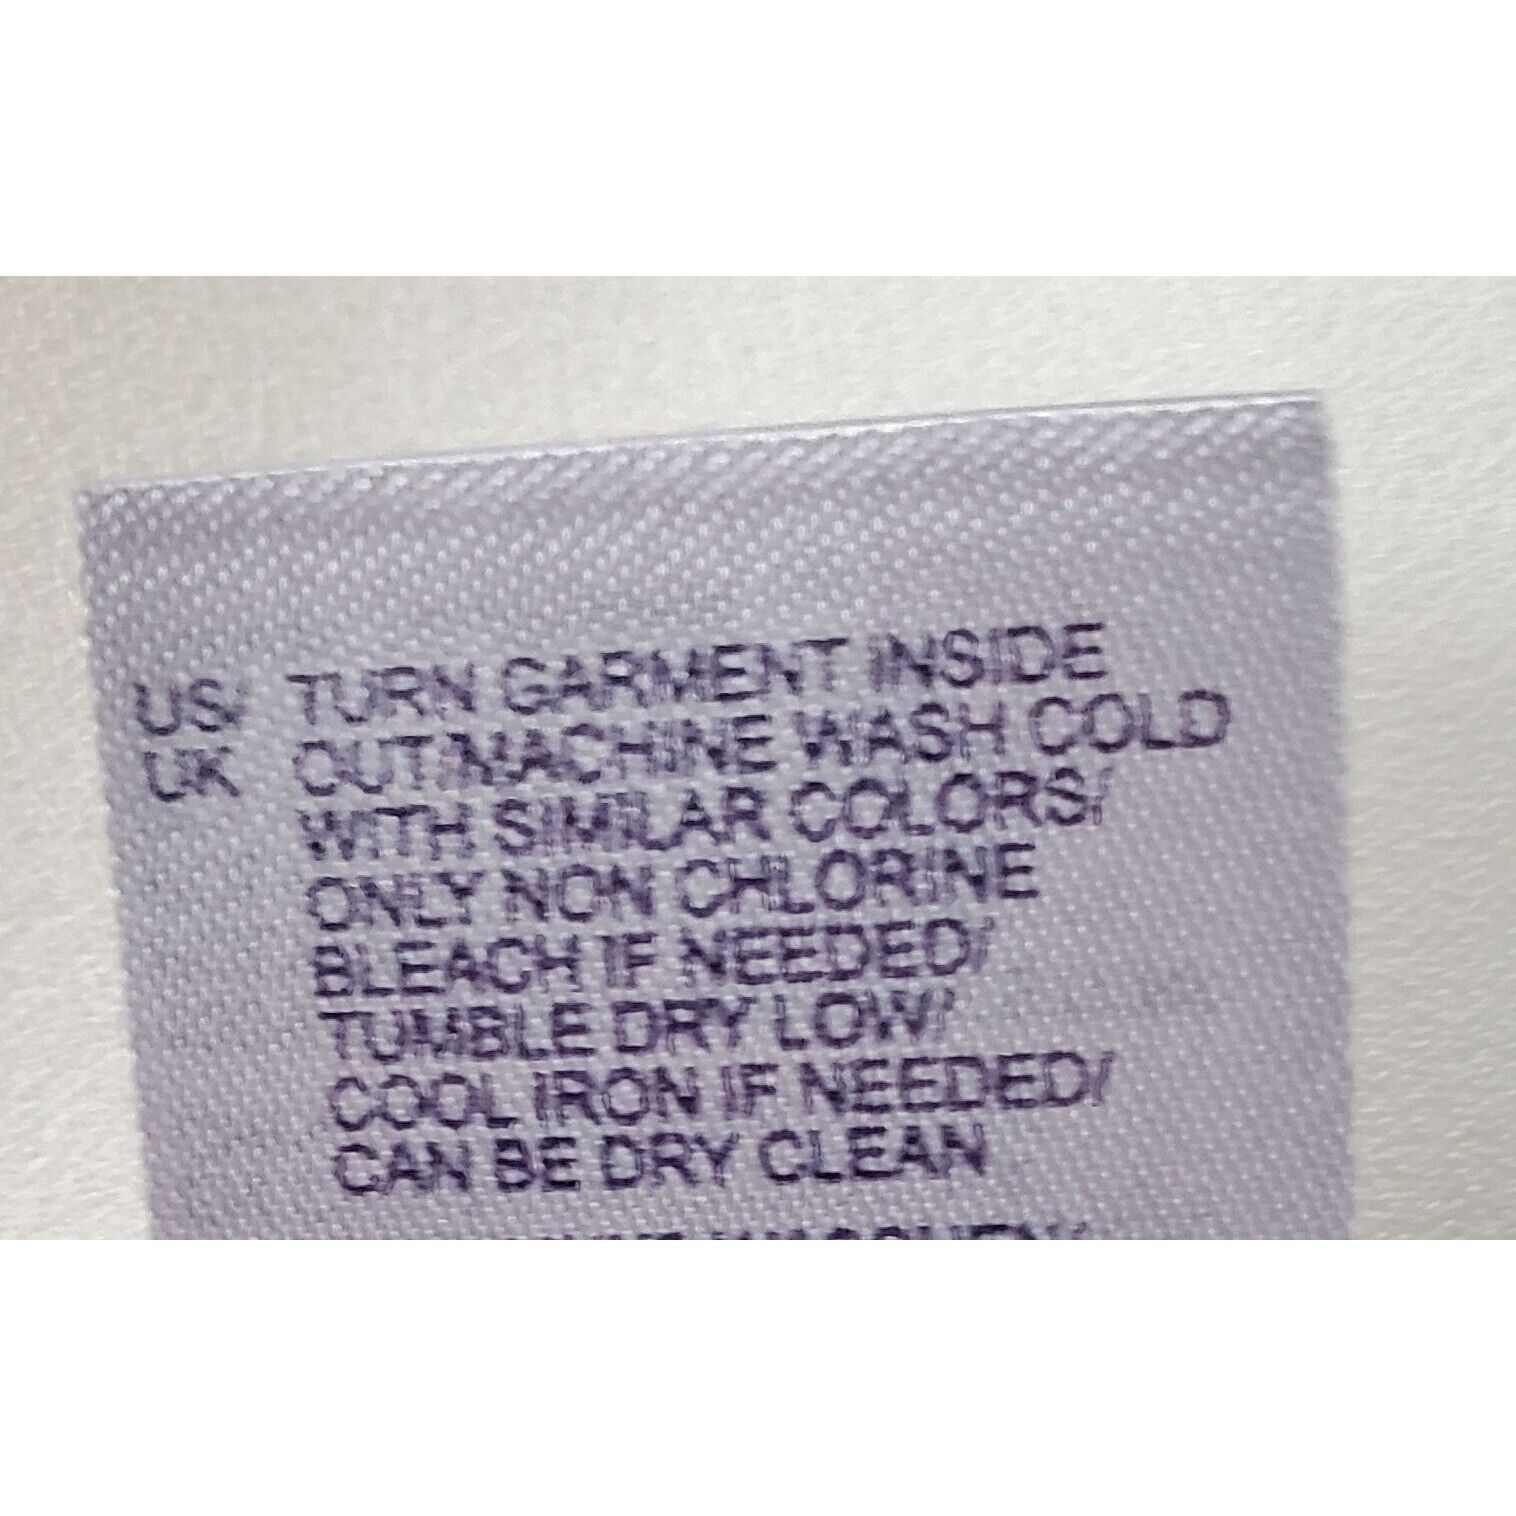 US/ TURN GARMENT INSIDE
UK OUT/MACHINE WASH COLD
WITH SIMILAR COLORS/
ONLY NON CHLORINE
BLEACH IF NEEDED/
TUMBLE DRY LOW/
COOL IRON IF NEEDED/
CAN BE DRY CLEAN